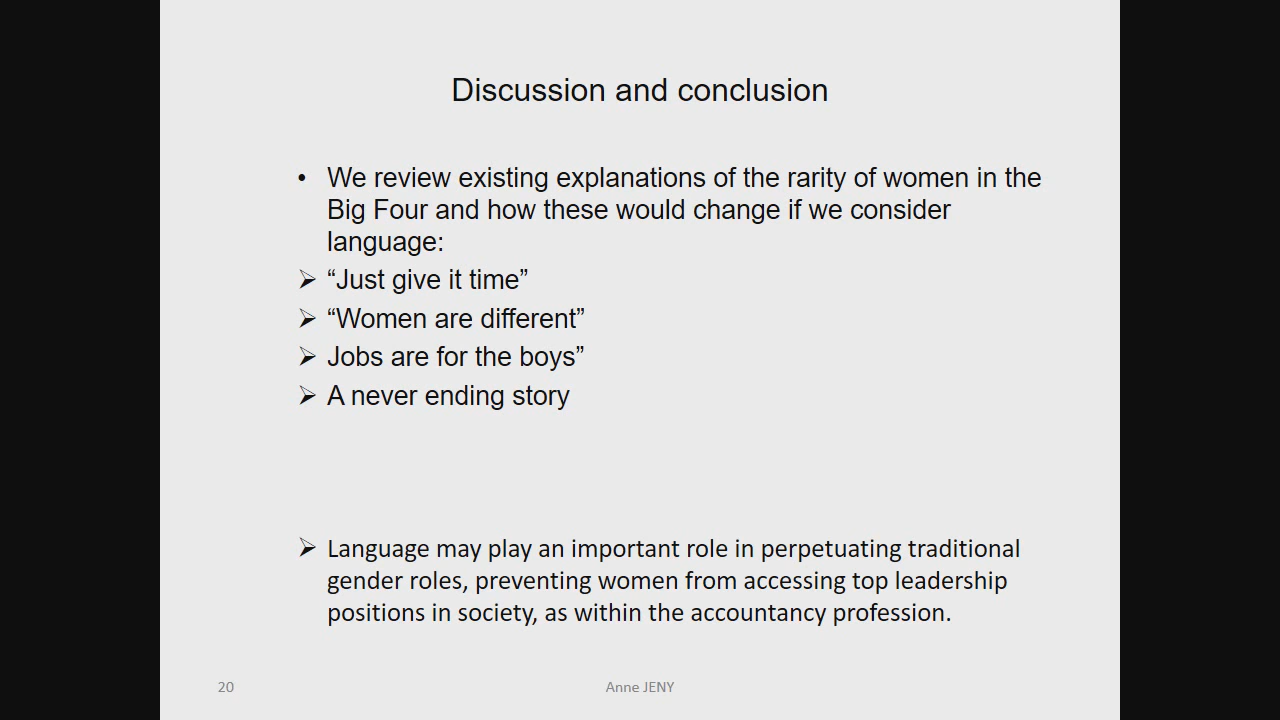 Discussion and conclusion
• We review existing explanations of the rarity of women in the
Big Four and how these would change if we consider
language:
➢ “Just give it time”
➢ “Women are different”
➢ Jobs are for the boys”
➢ A never ending story
➢ Language may play an important role in perpetuating traditional
gender roles, preventing women from accessing top leadership
positions in society, as within the accountancy profession.
20
Anne JENY